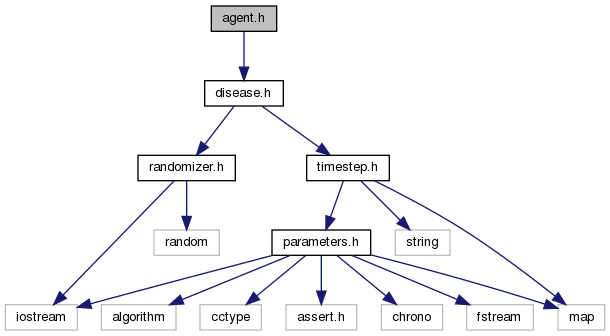 agent.h
disease.h
randomizer.h
timestep.h
random
parameters.h
string
iostream
algorithm
cctype
assert.h
chrono
fstream
map